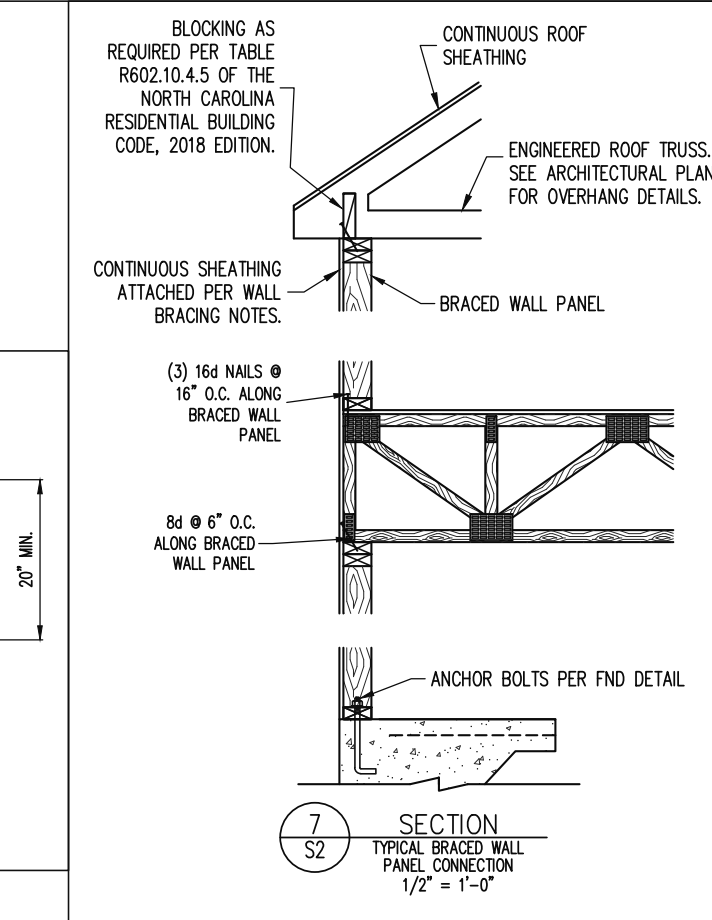 BLOCKING AS
REQUIRED PER TABLE
R602.10.4.5 OF THE
NORTH CAROLINA
RESIDENTIAL BUILDING
CODE, 2018 EDITION.
CONTINUOUS ROOF
SHEATHING
ENGINEERED ROOF TRUSS.
SEE ARCHITECTURAL PLAN
FOR OVERHANG DETAILS.
CONTINUOUS SHEATHING
ATTACHED PER WALL
BRACING NOTES.
BRACED WALL PANEL
(3) 16d NAILS @
16" O.C. ALONG
BRACED WALL
PANEL
8d @ 6" O.C.
ALONG BRACED
WALL PANEL
20" MIN.
ANCHOR BOLTS PER FND DETAIL
7
S2
SECTION
TYPICAL BRACED WALL
PANEL CONNECTION
1/2" = 1'-0"